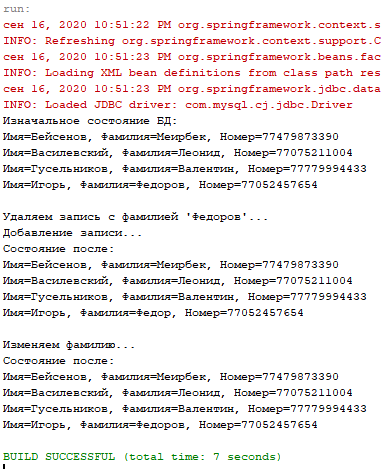 run:
сен 16, 2020 10:51:22 PM org.springframework.context.s
INFO: Refreshing org.springframework.context.support.C
сен 16, 2020 10:51:23 PM org.springframework.beans.fac
INFO: Loading XML bean definitions from class path res
сен 16, 2020 10:51:23 PM org.springframework.jdbc.data
INFO: Loaded JDBC driver: com.mysql.cj.jdbc.Driver
Изначальное состояние БД:
Имя=Бейсенов, Фамилия=Меирбек, Номер=77479873390
Имя=Василевский, Фамилия=Леонид, Номер=77075211004
Имя=Гусельников, Фамилия=Валентин, Номер=77779994433
Имя=Игорь, Фамилия=Федоров, Номер=77052457654
Удаляем запись с фамилией 'Федоров'...
Добавление записи...
Состояние после:
Имя=Бейсенов, Фамилия=Меирбек, Номер=77479873390
Имя=Василевский, Фамилия=Леонид, Номер=77075211004
Имя=Гусельников, Фамилия=Валентин, Номер=77779994433
Имя=Игорь, Фамилия=Федор, Номер=77052457654
Изменяем фамилию...
Состояние после:
Имя=Бейсенов, Фамилия=Меирбек, Номер=77479873390
Имя=Василевский, Фамилия=Леонид, Номер=77075211004
Имя=Гусельников, Фамилия=Валентин, Номер=77779994433
Имя=Игорь, Фамилия=Федоров, Номер=77052457654
BUILD SUCCESSFUL (total time: 7 seconds)